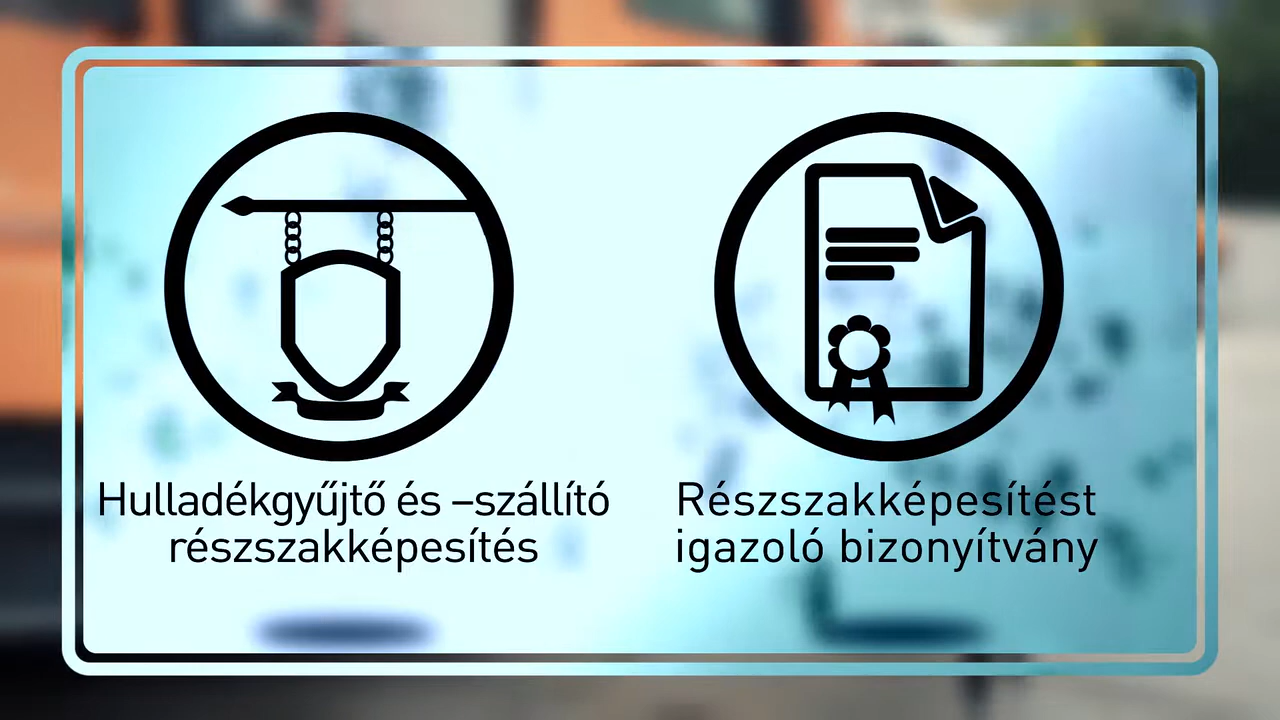 Hulladékgyűjtő és –szállító
részszakképesítés
Részszakképesítést
igazoló bizonyítvány